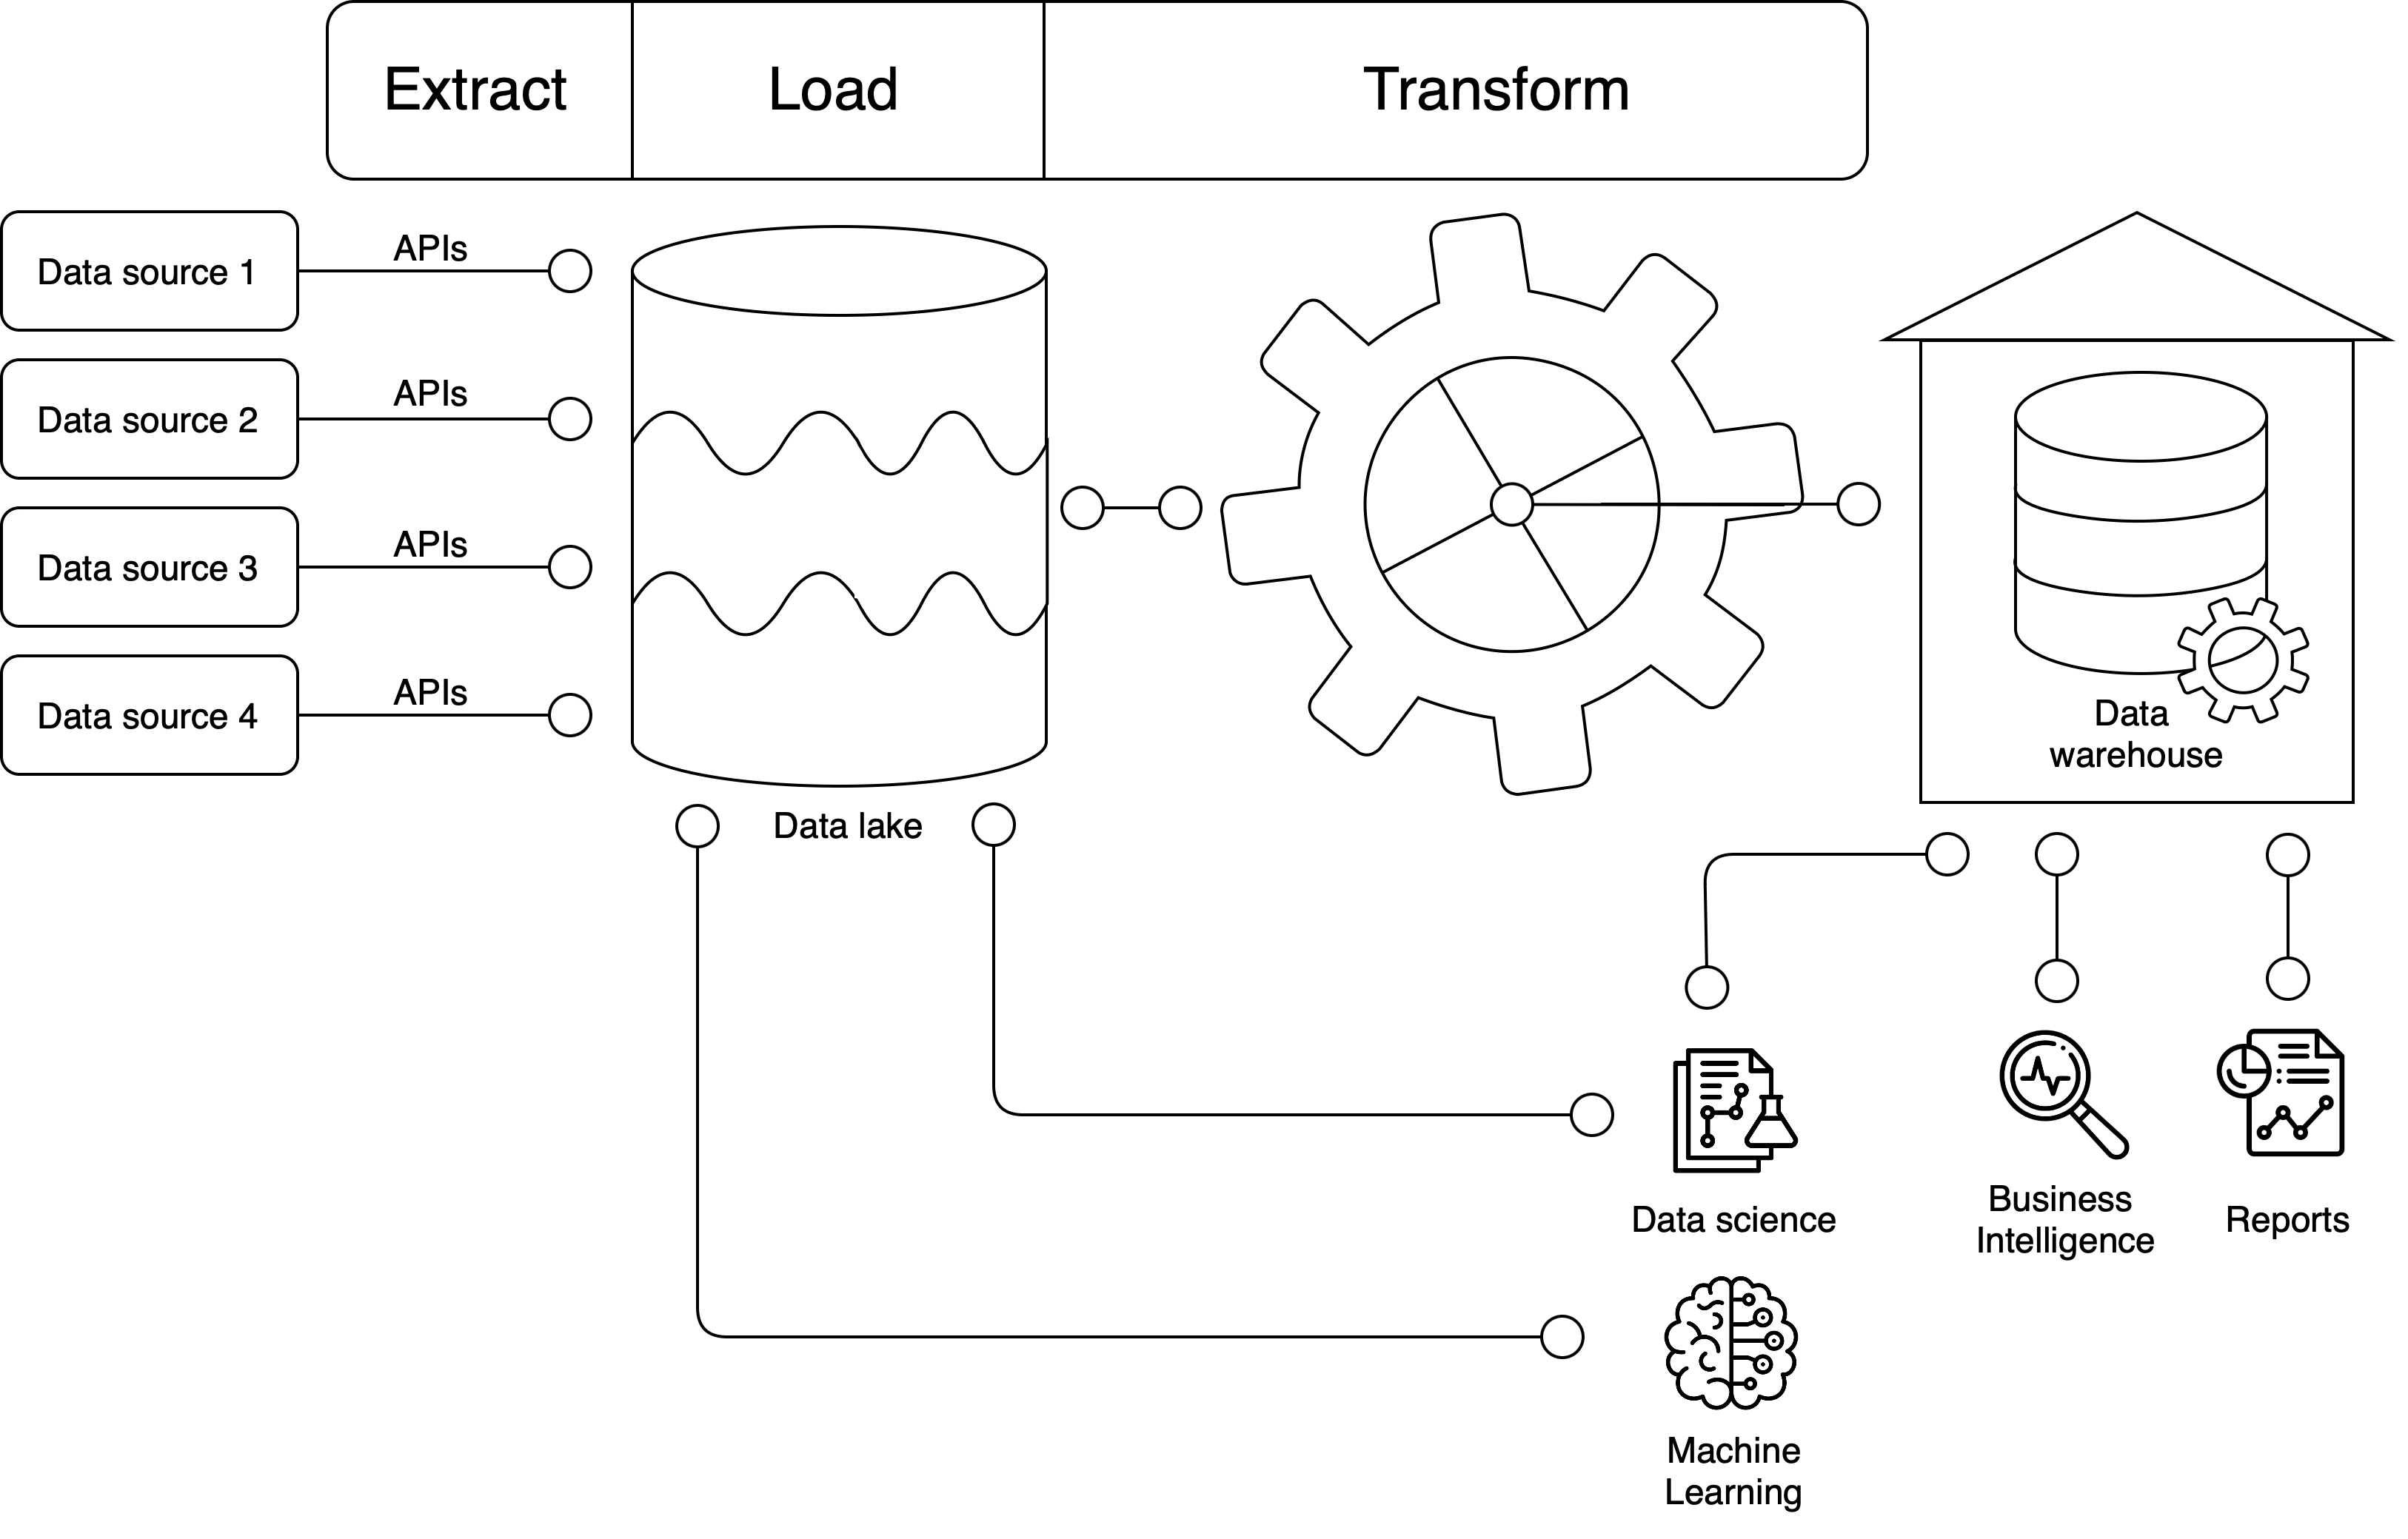 Extract
Load
Transform
Data source 1
APIs
Data source 2
APIs
Data source 3
APIs
Data source 4
APIs
Data lake
Data
warehouse
Data science
Business
Intelligence
Reports
Machine
Learning